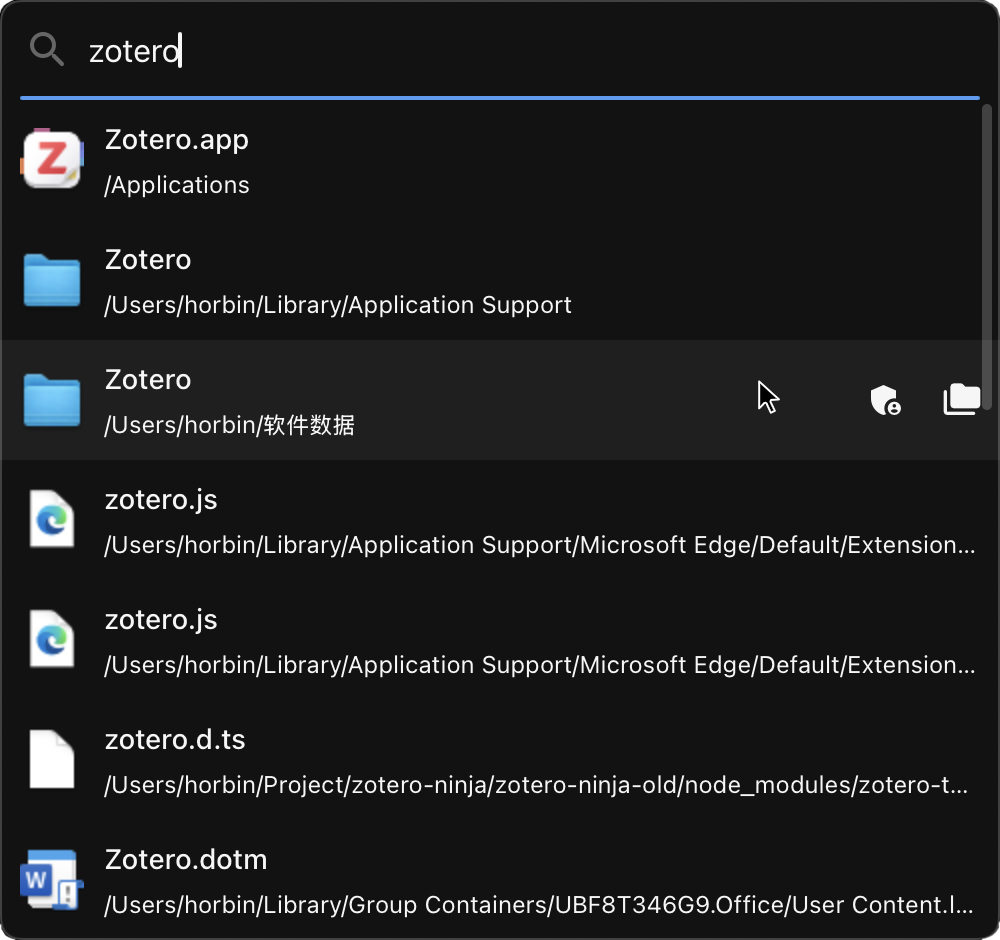 zotero
Zotero.app
/Applications
Zotero
/Users/horbin/Library/Application Support
Zotero
/Users/horbin/软件数据
zotero.js
/Users/horbin/Library/Application Support/Microsoft Edge/Default/Extension...
zotero.js
/Users/horbin/Library/Application Support/Microsoft Edge/Default/Extension...
zotero.d.ts
/Users/horbin/Project/zotero-ninja/zotero-ninja-old/node_modules/zotero-t...
Zotero.dotm
/Users/horbin/Library/Group Containers/UBF8T346G9.Office/User Content.l...